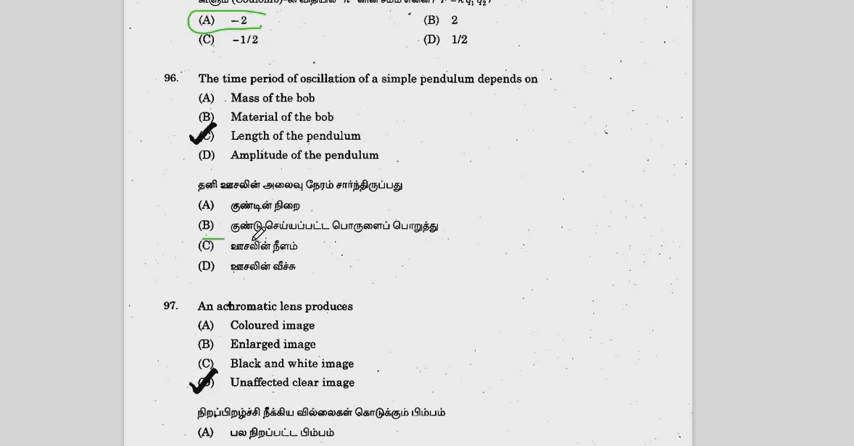 (A) −2
(B) 2
(C) −1/2
(D) 1/2
96. The time period of oscillation of a simple pendulum depends on
(A) Mass of the bob
(B) Material of the bob
(C) Length of the pendulum
(D) Amplitude of the pendulum
தனி ஊசலின் அலைவு நேரம் சார்ந்திருப்பது
(A) குண்டின் நிறை
(B) குண்டு செய்யப்பட்ட பொருளைப் பொறுத்து
(C) ஊசலின் நீளம்
(D) ஊசலின் வீச்சு
97. An achromatic lens produces
(A) Coloured image
(B) Enlarged image
(C) Black and white image
(D) Unaffected clear image
நிறப்பிறழ்ச்சி நீக்கிய வில்லைகள் கொடுக்கும் பிம்பம்
(A) பல நிறப்பட்ட பிம்பம்